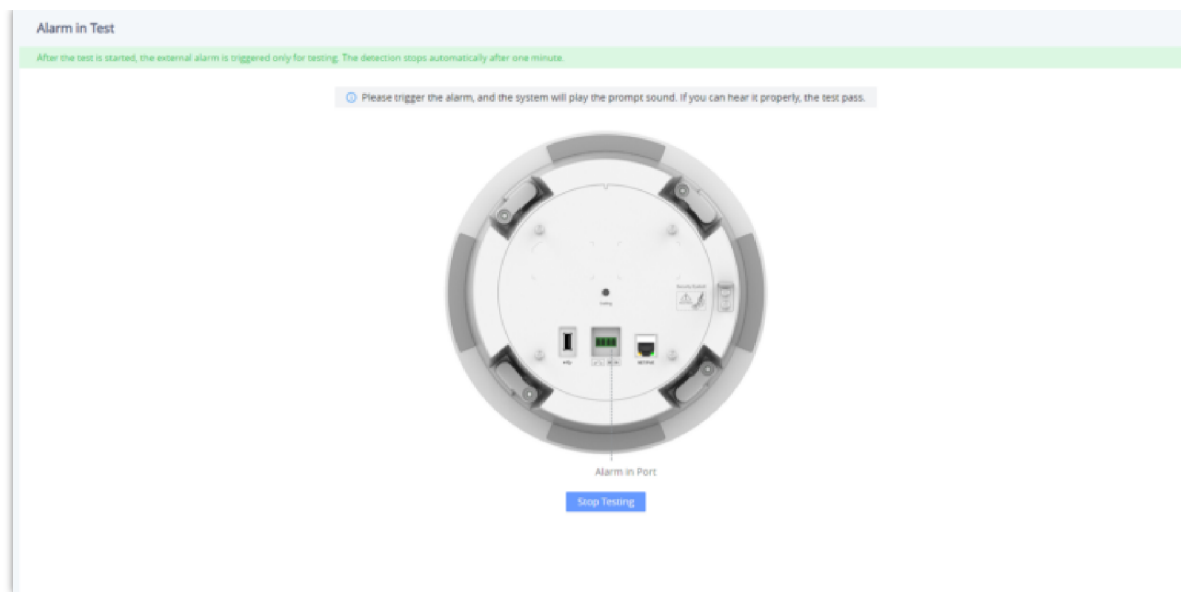 Alarm in Test
After the test is started, the external alarm is triggered only for testing. The detection stops automatically after one minute.
Please trigger the alarm, and the system will play the prompt sound. If you can hear it properly, the test pass.
Alarm in Port
Stop Testing